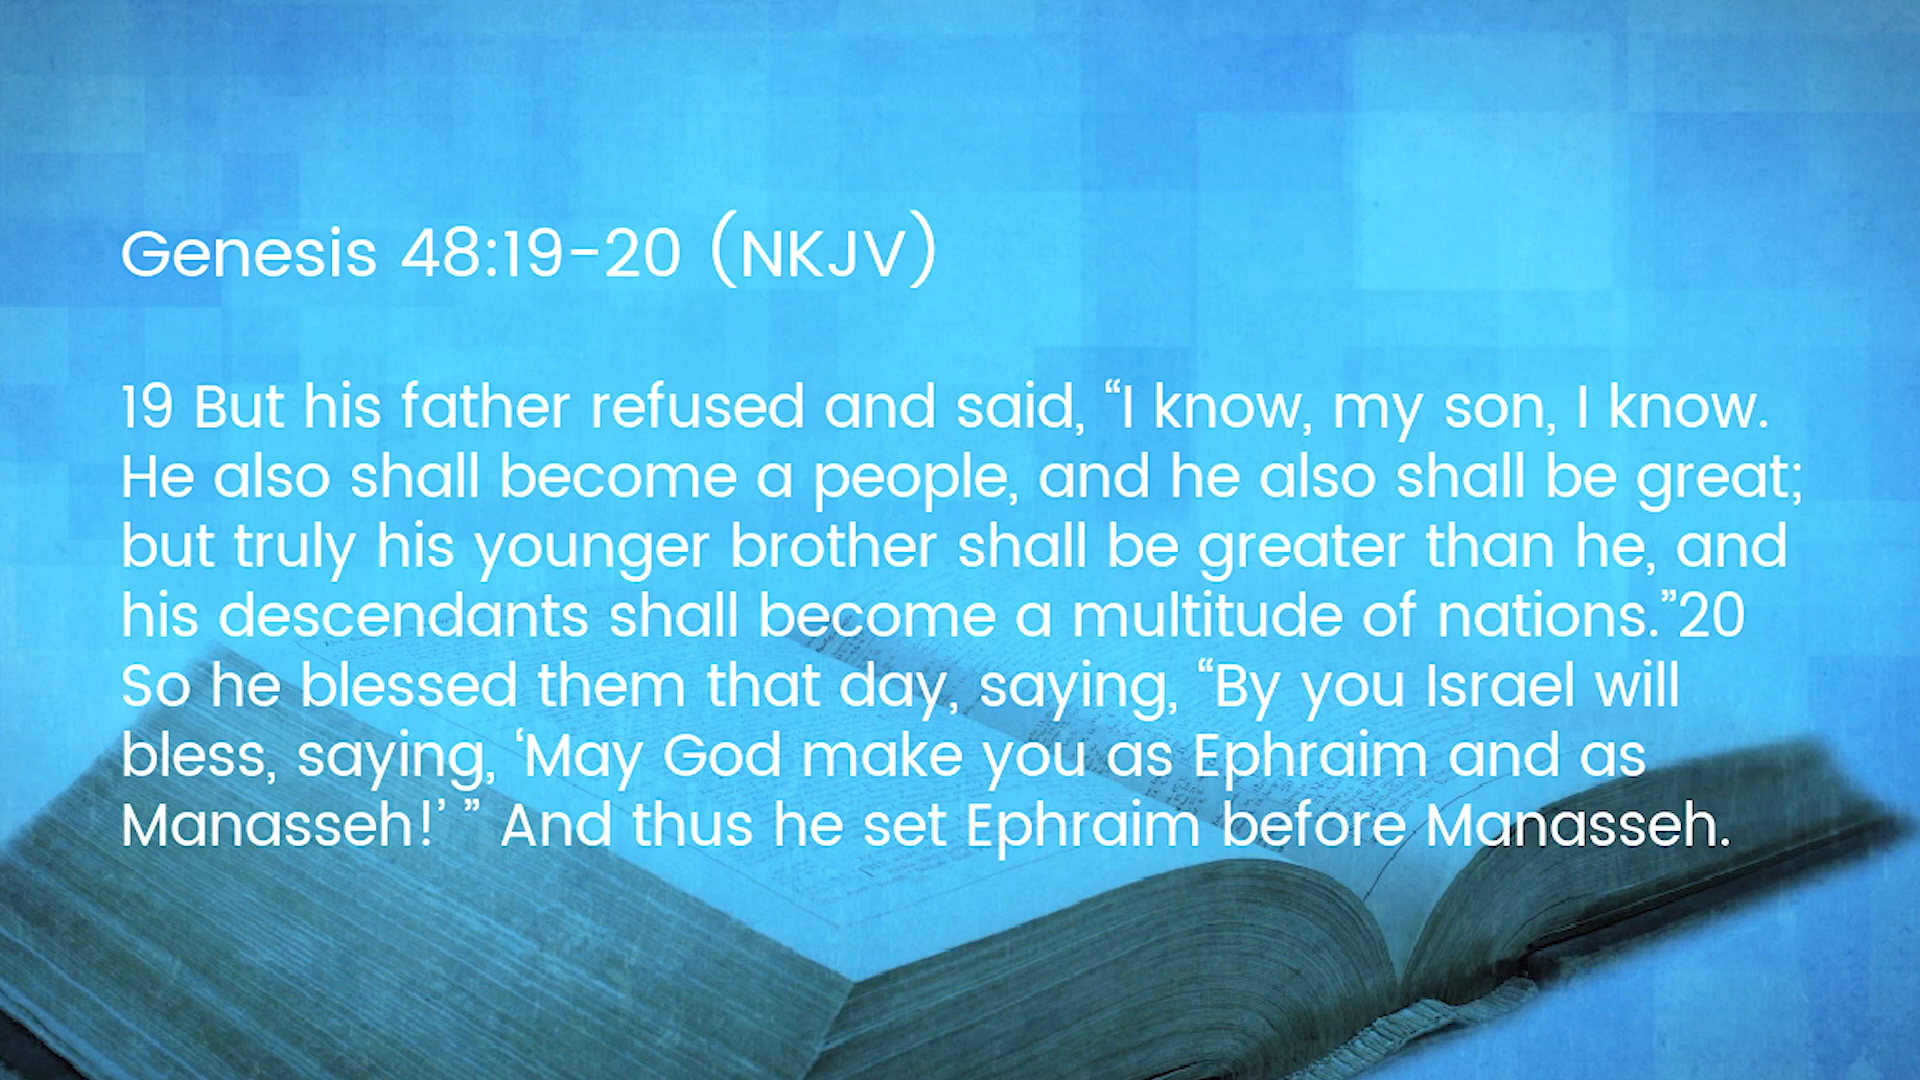 Genesis 48:19-20 (NKJV)
19 But his father refused and said, “I know, my son, I know.
He also shall become a people, and he also shall be great;
but truly his younger brother shall be greater than he, and
his descendants shall become a multitude of nations.”20
So he blessed them that day, saying, “By you Israel will
bless, saying, ‘May God make you as Ephraim and as
Manasseh!’ ” And thus he set Ephraim before Manasseh.